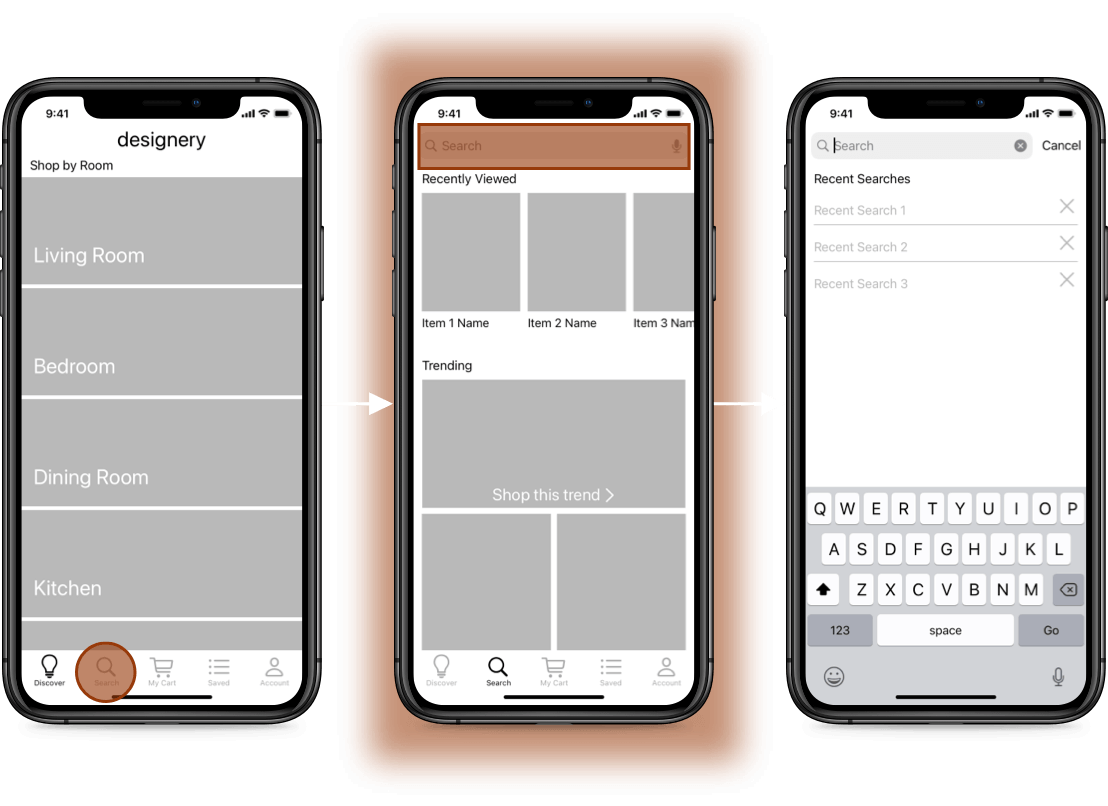 9:41
designery
Shop by Room
Living Room
Bedroom
Dining Room
Kitchen
Discover Search My Cart Saved Account
9:41
Search
Recently Viewed
Item 1 Name Item 2 Name Item 3 Nam
Trending
Shop this trend
Discover Search My Cart Saved Account
9:41
Search Cancel
Recent Searches
Recent Search 1
Recent Search 2
Recent Search 3
Q W E R T Y U I O P
A S D F G H J K L
Z X C V B N M
123 space Go